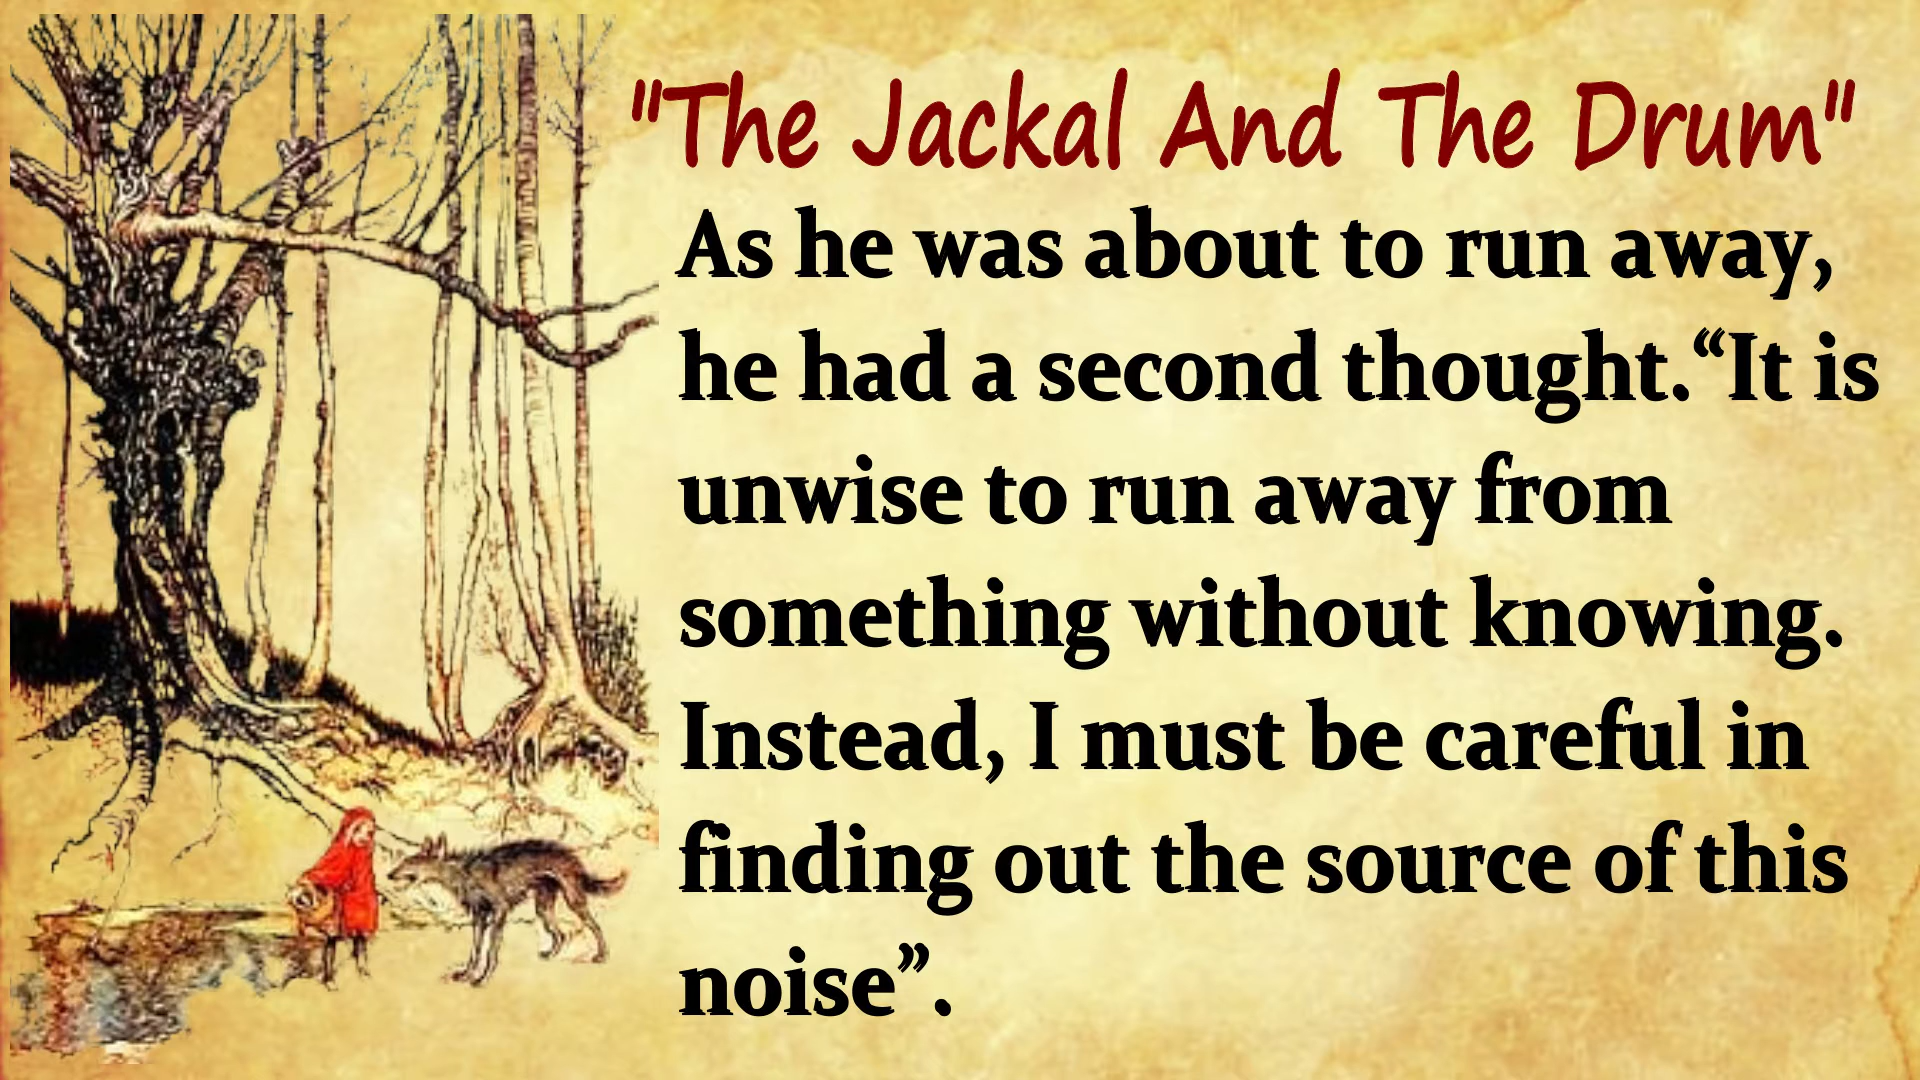 "The Jackal And The Drum"
As he was about to run away,
he had a second thought.“It is
unwise to run away from
something without knowing.
Instead, I must be careful in
finding out the source of this
noise”.